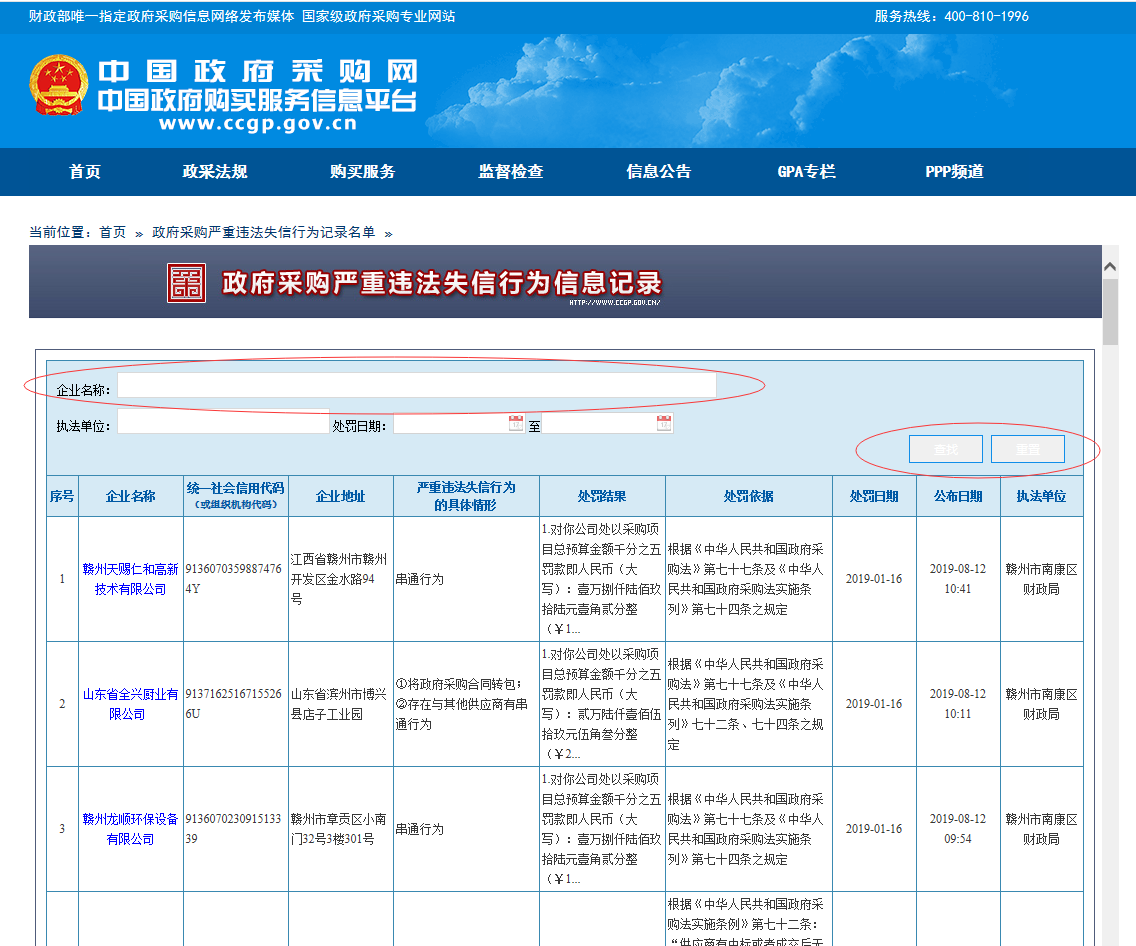 财政部唯一指定政府采购信息网络发布媒体 国家级政府采购专业网站
服务热线：400-810-1996
中国政府采购网
中国政府购买服务信息平台
www.ccgp.gov.cn
首页 政采法规 购买服务 监督检查 信息公告 GPA专栏 PPP频道
当前位置：首页 » 政府采购严重违法失信行为记录名单 »
政府采购严重违法失信行为信息记录
HTTP://WWW.CCGP.GOV.CN/
企业名称：
执法单位： 处罚日期： 至
查找 重置
序号
企业名称
统一社会信用代码
（或组织机构代码）
企业地址
严重违法失信行为
的具体情形
处罚结果
处罚依据
处罚日期
公布日期
执法单位
1
赣州天赐仁和高新
技术有限公司
9136070359887476
4Y
江西省赣州市赣州
开发区金水路94
号
串通行为
1.对你公司处以采购项
目总预算金额千分之五
罚款即人民币（大
写）：壹万捌仟陆佰玖
拾陆元壹角贰分整
（￥1...
根据《中华人民共和国政府采
购法》第七十七条及《中华人
民共和国政府采购法实施条
例》第七十四条之规定
2019-01-16
2019-08-12
10:41
赣州市南康区
财政局
2
山东省全兴厨业有
限公司
9137162516715526
6U
山东省滨州市博兴
县店子工业园
①将政府采购合同转包；
②存在与其他供应商有串
通行为
1.对你公司处以采购项
目总预算金额千分之五
罚款即人民币（大
写）：贰万陆仟壹佰伍
拾玖元伍角叁分整
（￥2...
根据《中华人民共和国政府采
购法》第七十七条及《中华人
民共和国政府采购法实施条
例》七十二条、七十四条之规
定
2019-01-16
2019-08-12
10:11
赣州市南康区
财政局
3
赣州龙顺环保设备
有限公司
9136070230915133
39
赣州市章贡区小南
门32号3楼301号
串通行为
1.对你公司处以采购项
目总预算金额千分之五
罚款即人民币（大
写）：壹万捌仟陆佰玖
拾陆元壹角贰分整
（￥1...
根据《中华人民共和国政府采
购法》第七十七条及《中华人
民共和国政府采购法实施条
例》第七十四条之规定
2019-01-16
2019-08-12
09:54
赣州市南康区
财政局
根据《中华人民共和国政府采
购法实施条例》第七十二条：
“供应商有中标或者成交后无